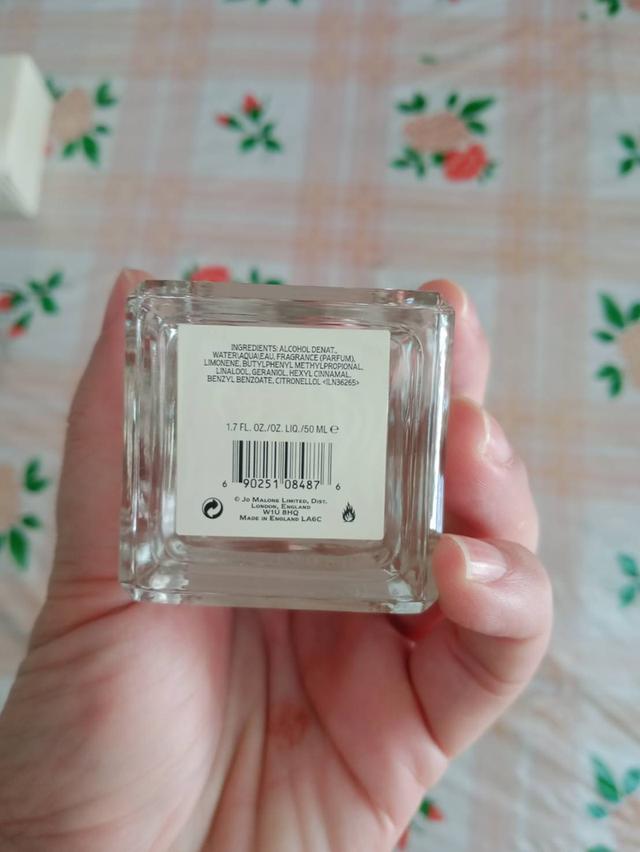 INGREDIENTS: ALCOHOL DENAT.,
WATER\AQUA\EAU, FRAGRANCE (PARFUM),
LIMONENE, BUTYLPHENYL METHYLPROPIONAL,
LINALOOL, GERANIOL, HEXYL CINNAMAL,
BENZYL BENZOATE, CITRONELLOL <ILN36265>
1.7 FL. OZ./OZ. LIQ./50 ML ℮
6 90251 08487 6
© JO MALONE LIMITED, DIST.
LONDON, ENGLAND
W1U 8HQ
MADE IN ENGLAND LA6C